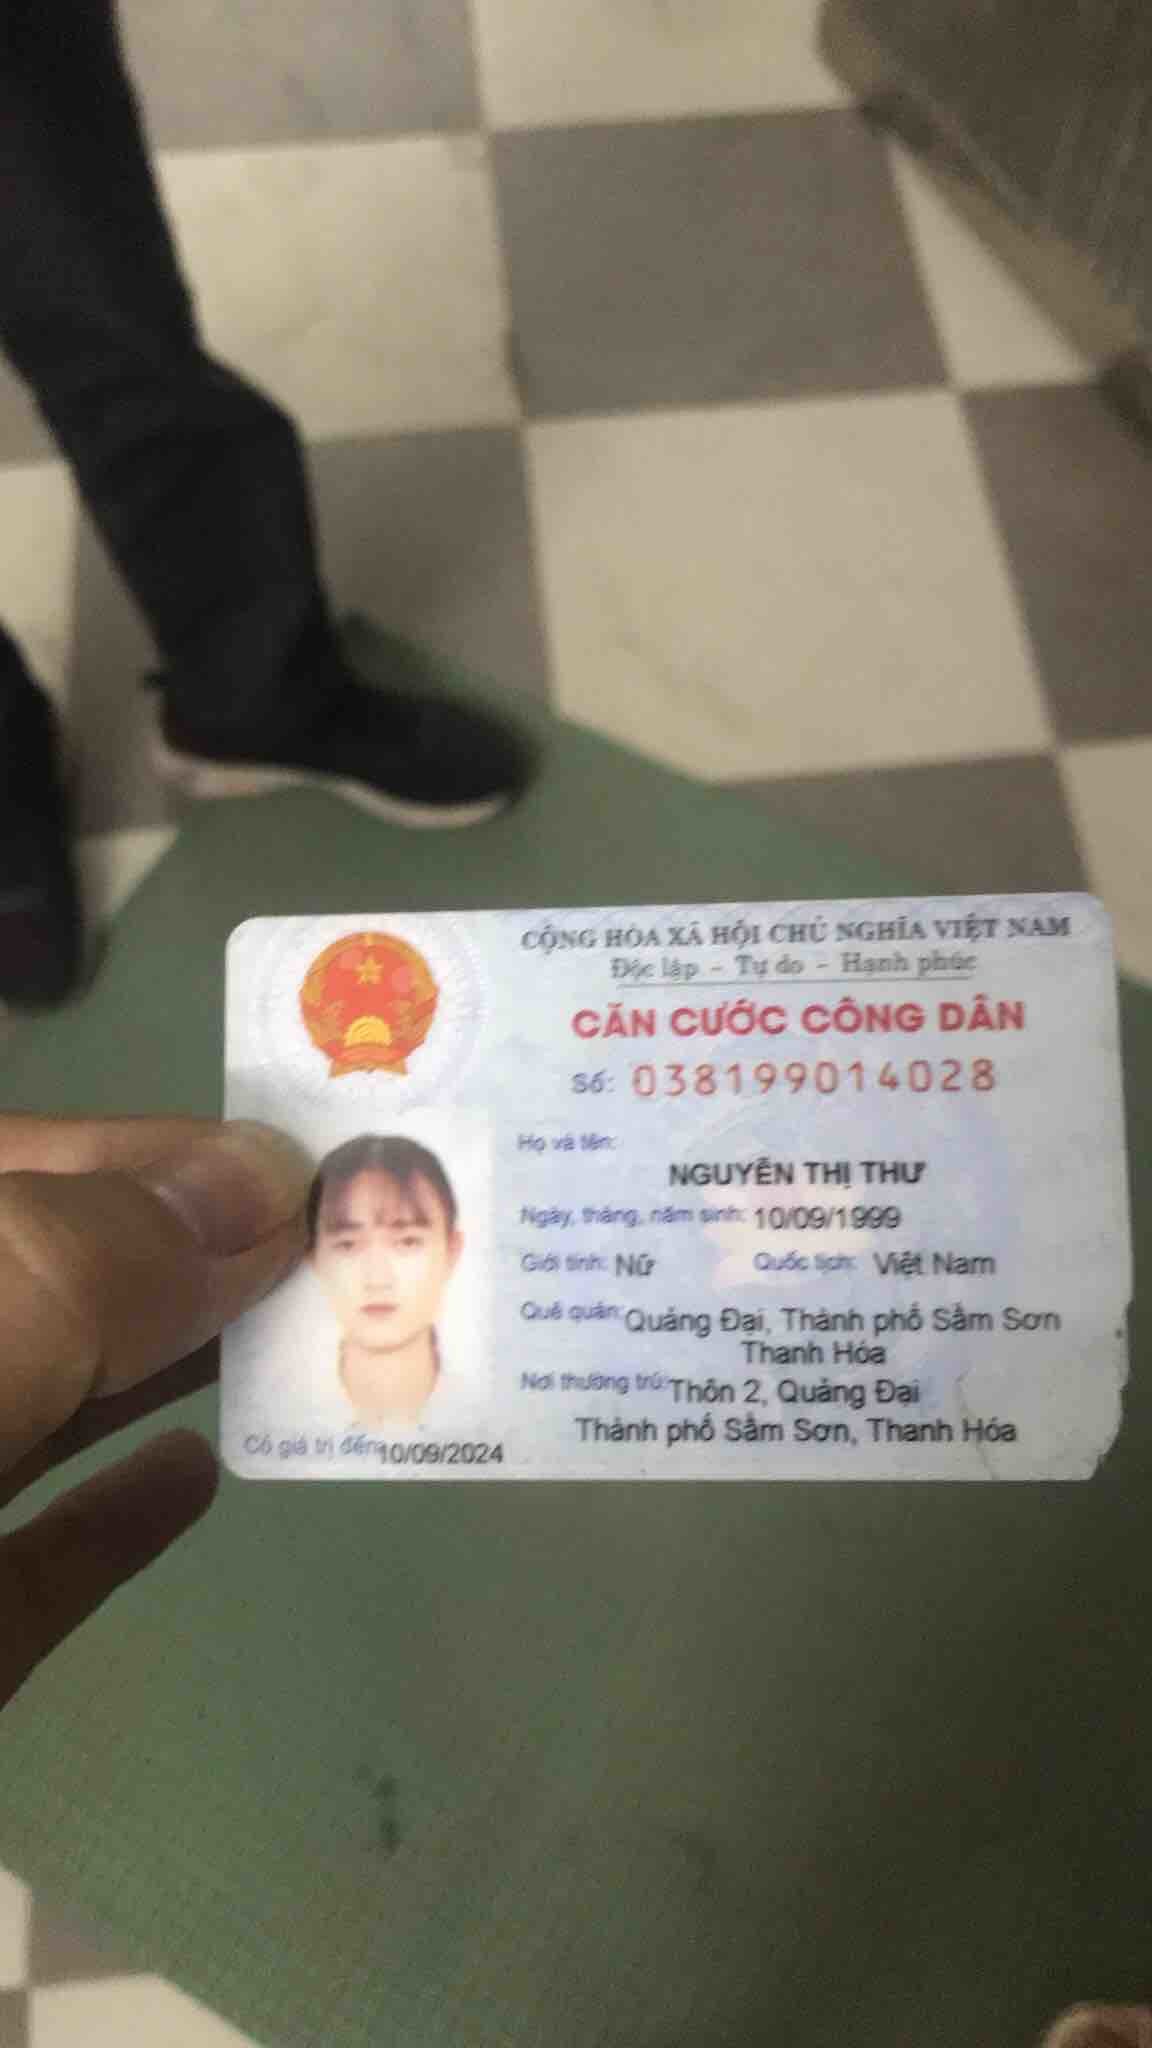 CỘNG HÒA XÃ HỘI CHỦ NGHĨA VIỆT NAM
Độc lập - Tự do - Hạnh phúc
CĂN CƯỚC CÔNG DÂN
Số: 038199014028
Họ và tên:
NGUYỄN THỊ THƯ
Ngày, tháng, năm sinh: 10/09/1999
Giới tính: Nữ Quốc tịch: Việt Nam
Quê quán: Quảng Đại, Thành phố Sầm Sơn
Thanh Hóa
Nơi thường trú: Thôn 2, Quảng Đại
Thành phố Sầm Sơn, Thanh Hóa
Có giá trị đến: 10/09/2024